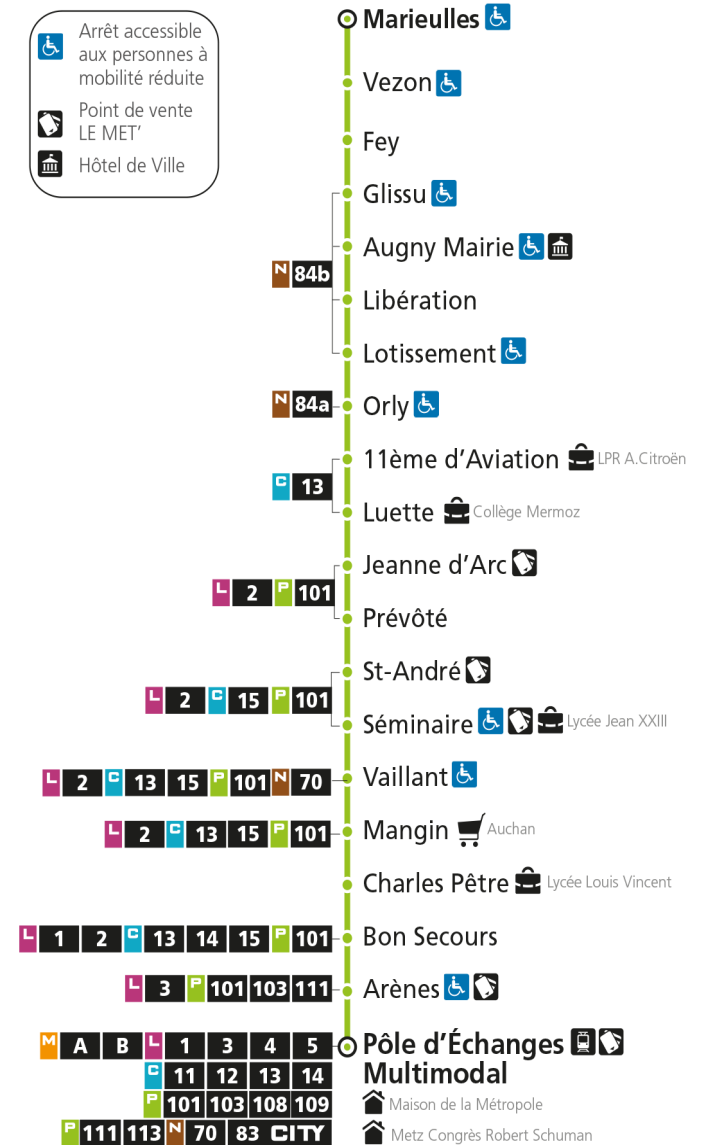 Arrêt accessible
aux personnes à
mobilité réduite
Point de vente
LE MET'
Hôtel de Ville
Marieulles
Vezon
Fey
Glissu
Augny Mairie
N 84b
Libération
Lotissement
N 84a Orly
11ème d'Aviation LPR A.Citroën
C 13
Luette Collège Mermoz
Jeanne d'Arc
L 2 P 101
Prévôté
St-André
L 2 C 15 P 101
Séminaire Lycée Jean XXIII
L 2 C 13 15 P 101 N 70 Vaillant
L 2 C 13 15 P 101 Mangin Auchan
Charles Pêtre Lycée Louis Vincent
L 1 2 C 13 14 15 P 101 Bon Secours
L 3 P 101 103 111 Arènes
M A B L 1 3 4 5 Pôle d'Échanges
C 11 12 13 14 Multimodal
P 101 103 108 109 Maison de la Métropole
P 111 113 N 70 83 CITY Metz Congrès Robert Schuman